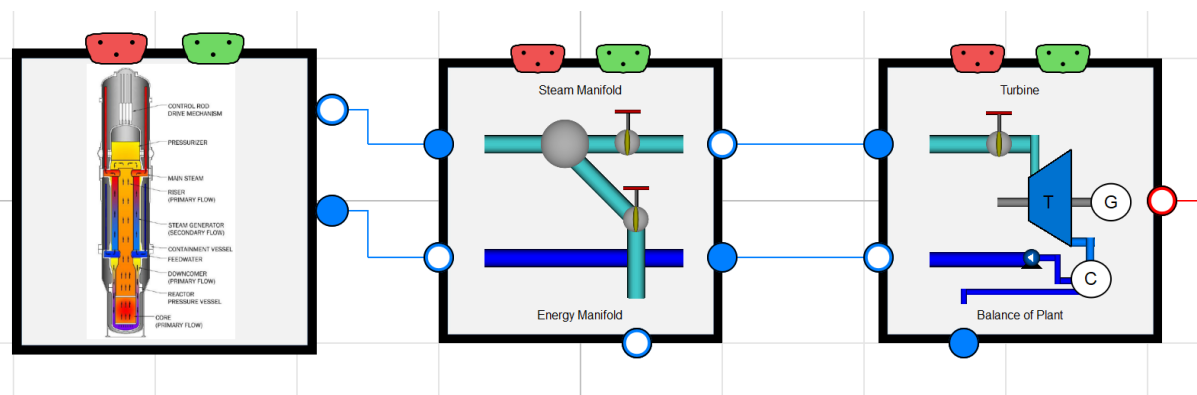 CONTROL ROD
DRIVE MECHANISM
PRESSURIZER
MAIN STEAM
RISER
(PRIMARY FLOW)
STEAM GENERATOR
(SECONDARY FLOW)
CONTAINMENT VESSEL
FEEDWATER
DOWNCOMER
(PRIMARY FLOW)
REACTOR
PRESSURE VESSEL
CORE
(PRIMARY FLOW)
Steam Manifold
Energy Manifold
Turbine
T
G
C
Balance of Plant